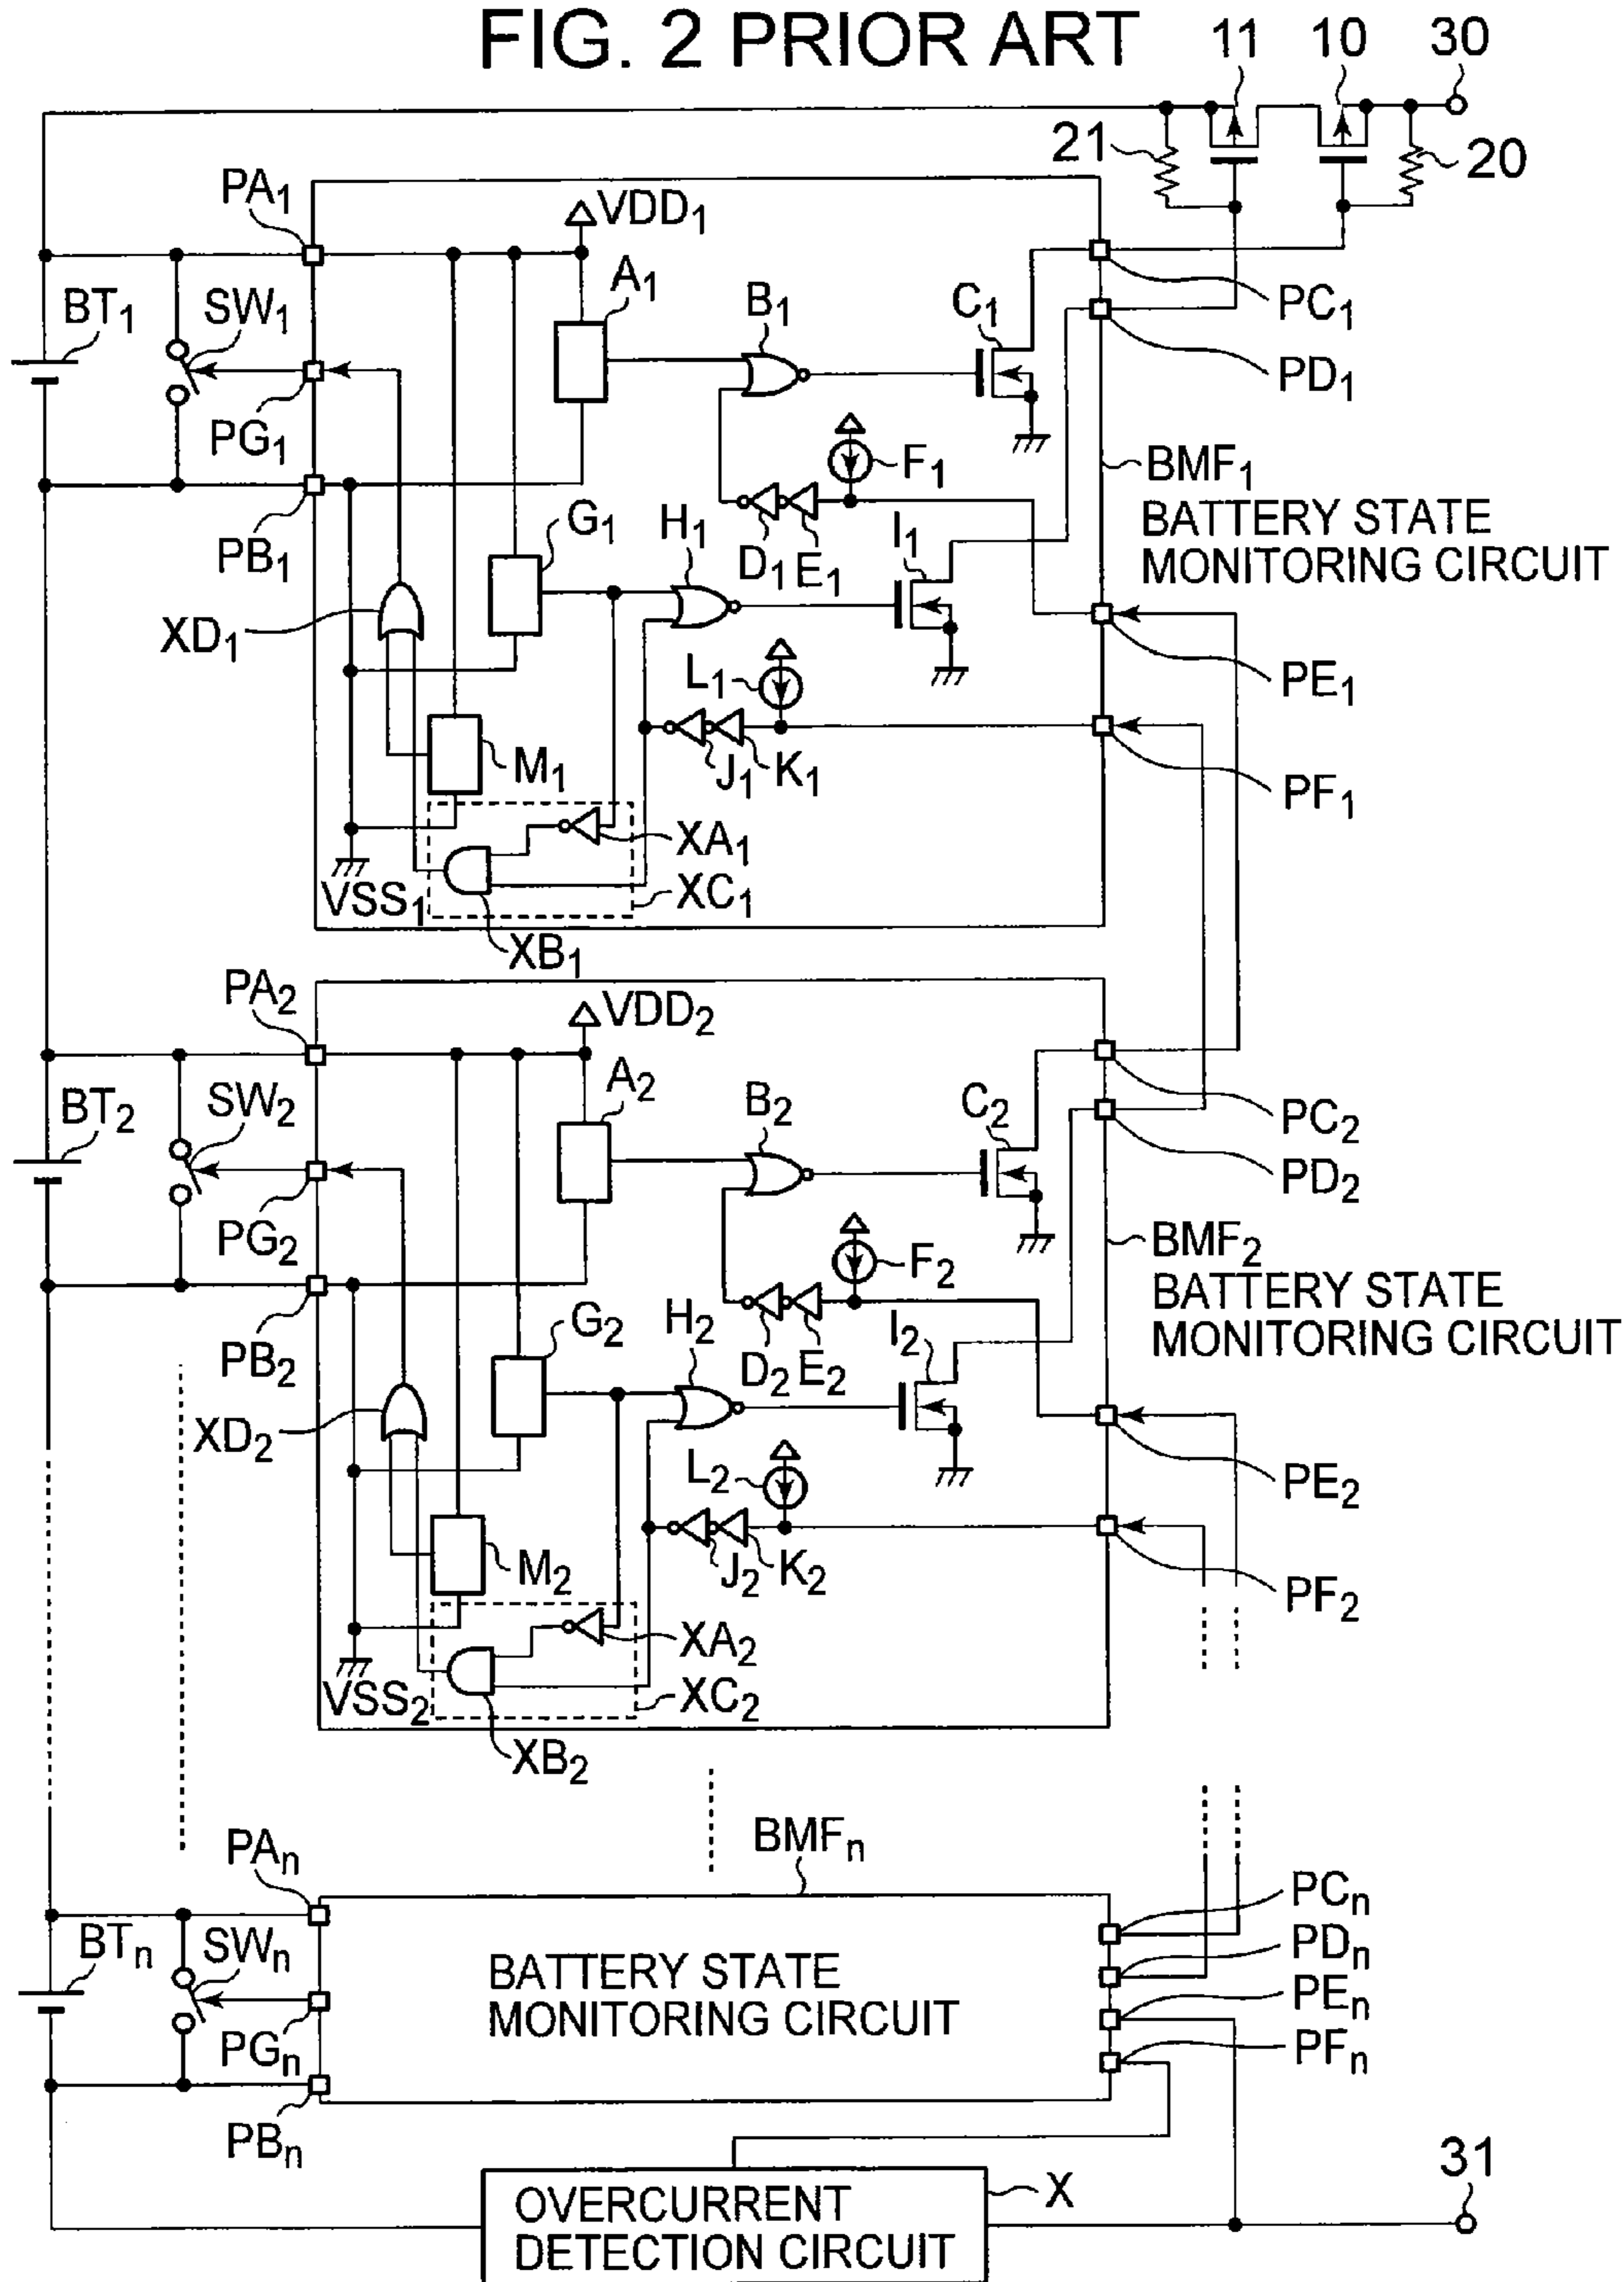 FIG. 2 PRIOR ART
11
10
30
21
20
PA₁
VDD₁
A₁
B₁
C₁
PC₁
PD₁
BT₁
SW₁
PG₁
PB₁
F₁
BMF₁
BATTERY STATE
MONITORING CIRCUIT
G₁
H₁
D₁
E₁
I₁
XD₁
L₁
PE₁
M₁
J₁
K₁
PF₁
XA₁
VSS₁
XC₁
XB₁
PA₂
VDD₂
A₂
B₂
C₂
PC₂
PD₂
BT₂
SW₂
PG₂
PB₂
F₂
BMF₂
BATTERY STATE
MONITORING CIRCUIT
G₂
H₂
D₂
E₂
I₂
XD₂
L₂
PE₂
M₂
J₂
K₂
PF₂
XA₂
VSS₂
XC₂
XB₂
PAₙ
BMFₙ
BTₙ
SWₙ
PGₙ
PBₙ
BATTERY STATE
MONITORING CIRCUIT
PCₙ
PDₙ
PEₙ
PFₙ
OVERCURRENT
DETECTION CIRCUIT
X
31